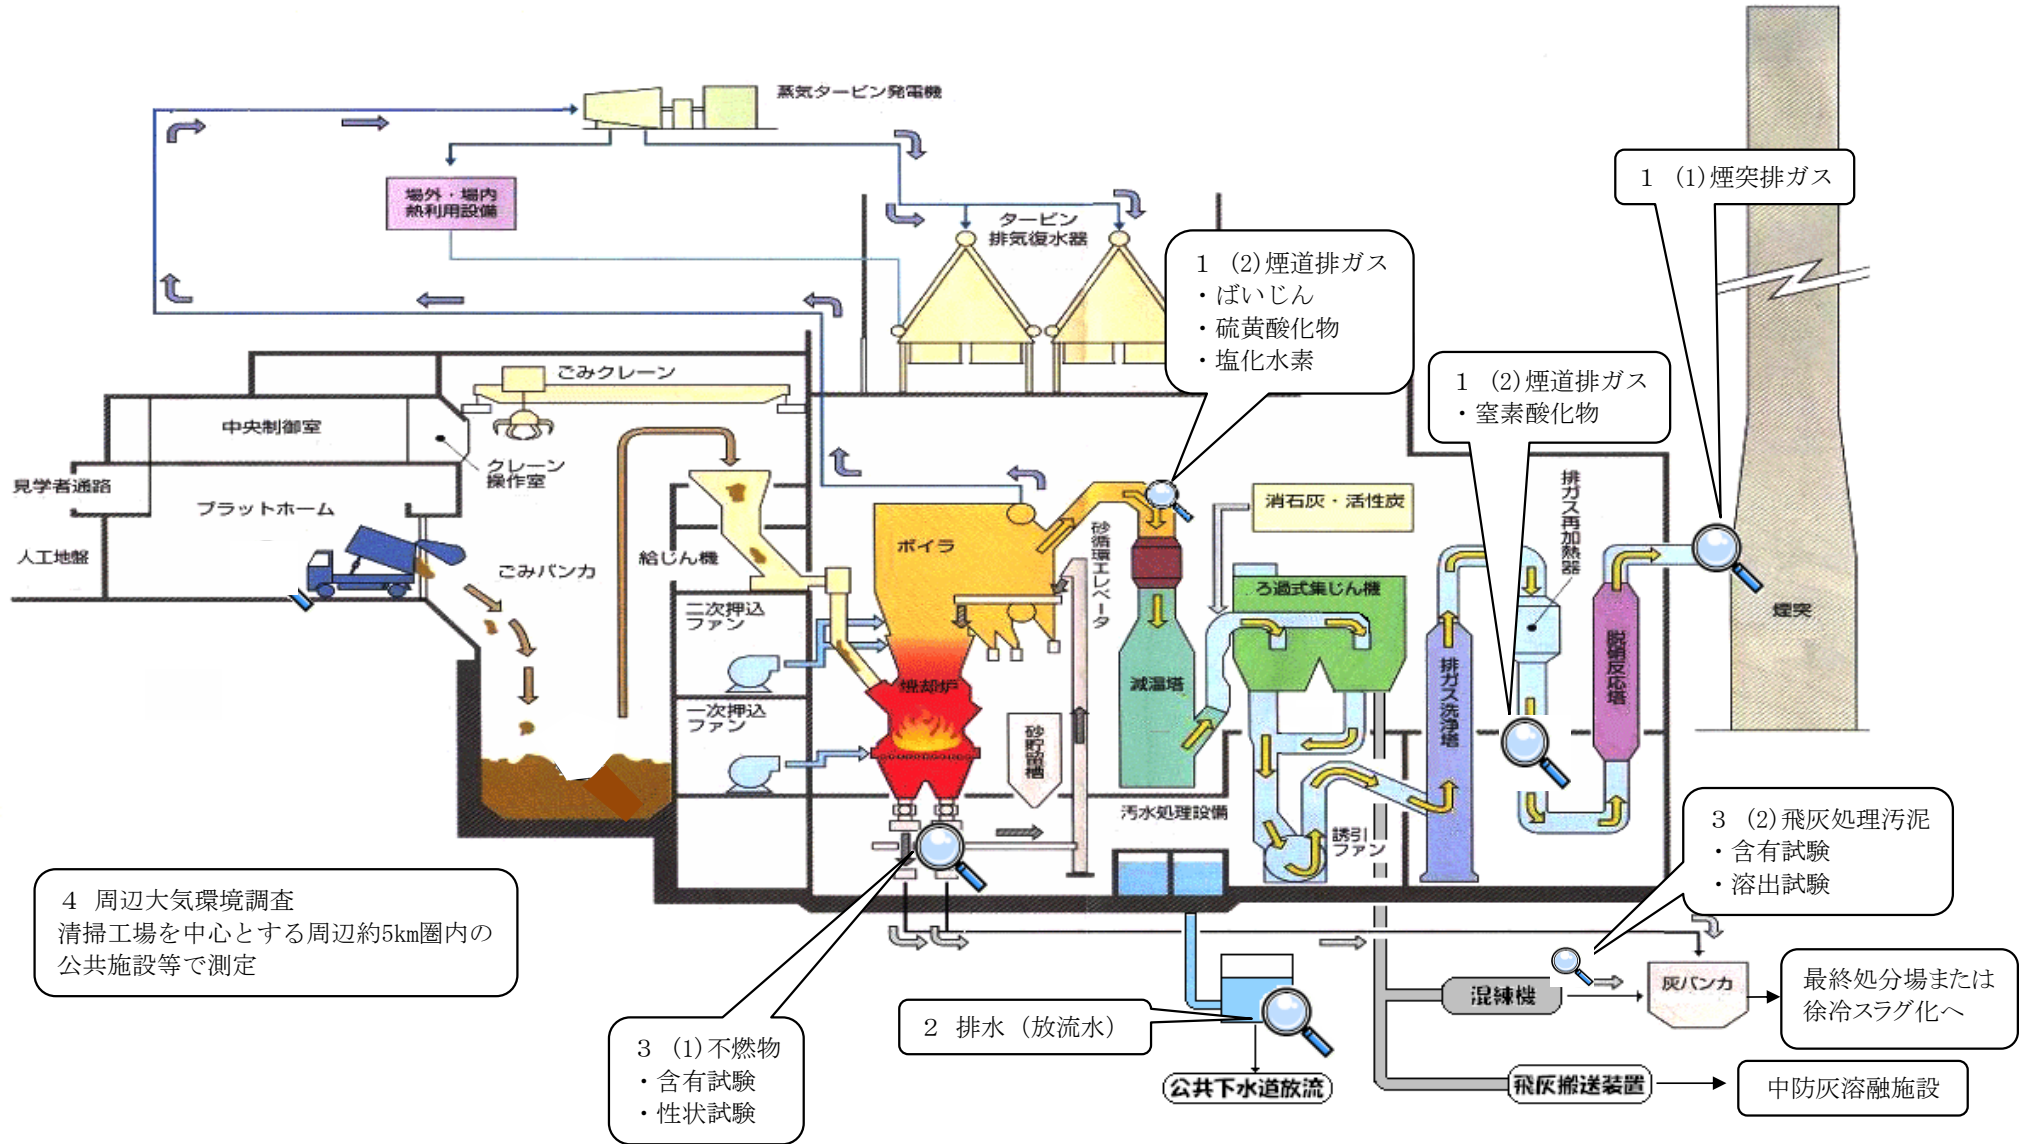 蒸気タービン発電機
場外・場内
熱利用設備
タービン
排気復水器
1 (1)煙突排ガス
1 (2)煙道排ガス
・ばいじん
・硫黄酸化物
・塩化水素
1 (2)煙道排ガス
・窒素酸化物
ごみクレーン
中央制御室
クレーン
操作室
見学者通路
プラットホーム
人工地盤
ごみバンカ
給じん機
二次押込
ファン
一次押込
ファン
ボイラ
焼却炉
砂循環エレベータ
砂貯留槽
減温塔
消石灰・活性炭
ろ過式集じん機
排ガス洗浄塔
排ガス再加熱器
脱硝反応塔
煙突
汚水処理設備
誘引
ファン
3 (2)飛灰処理汚泥
・含有試験
・溶出試験
4 周辺大気環境調査
清掃工場を中心とする周辺約5km圏内の
公共施設等で測定
3 (1)不燃物
・含有試験
・性状試験
2 排水（放流水）
公共下水道放流
混練機
灰バンカ
最終処分場または
徐冷スラグ化へ
飛灰搬送装置
中防灰溶融施設